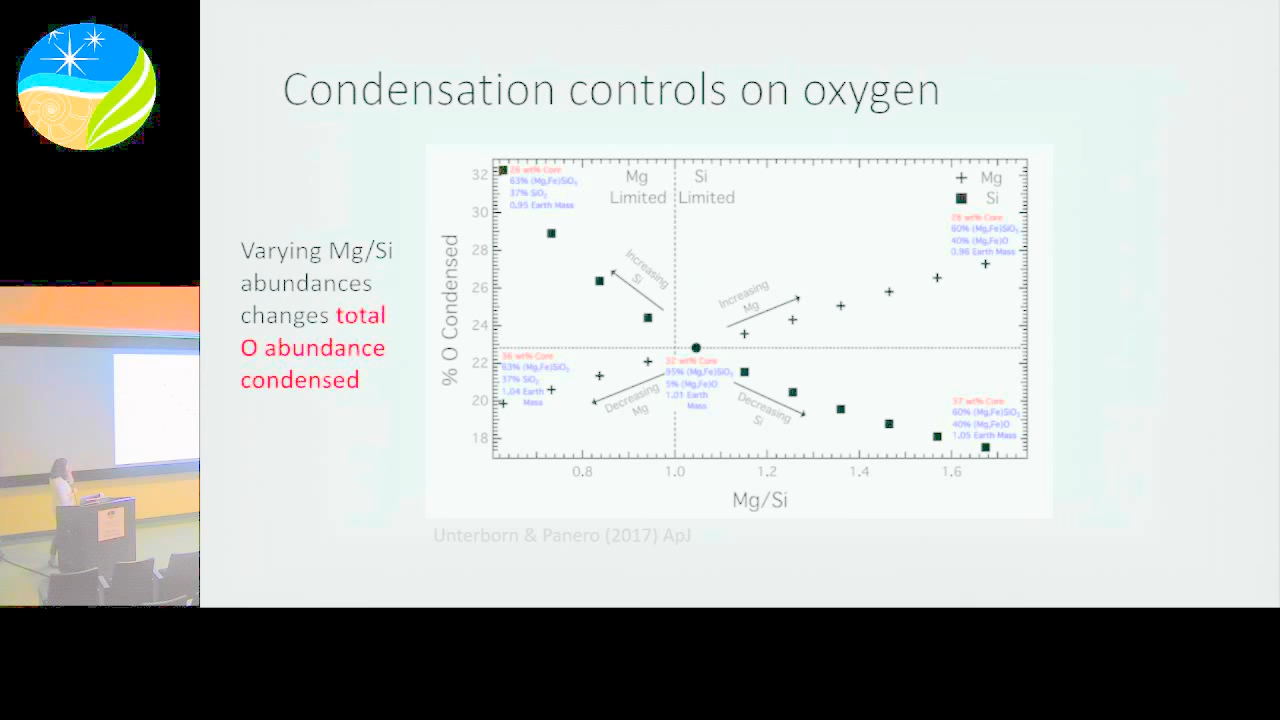 Condensation controls on oxygen
Varying Mg/Si
abundances
changes total
O abundance
condensed
% O Condensed
32
30
28
26
24
22
20
18
Mg
Limited
Si
Limited
+ Mg
■ Si
26 wt% Core
63% (Mg,Fe)SiO₃
37% SiO₂
0.95 Earth Mass
Increasing
Si
Increasing
Mg
60% (Mg,Fe)SiO₃
40% (Mg,Fe)O
0.96 Earth Mass
36 wt% Core
63% (Mg,Fe)SiO₃
37% SiO₂
1.04 Earth
Mass
Decreasing
Mg
32 wt% Core
95% (Mg,Fe)SiO₃
5% (Mg,Fe)O
1.01 Earth
Mass
Decreasing
Si
37 wt% Core
60% (Mg,Fe)SiO₃
40% (Mg,Fe)O
1.05 Earth Mass
0.8
1.0
1.2
1.4
1.6
Mg/Si
Unterborn & Panero (2017) ApJ